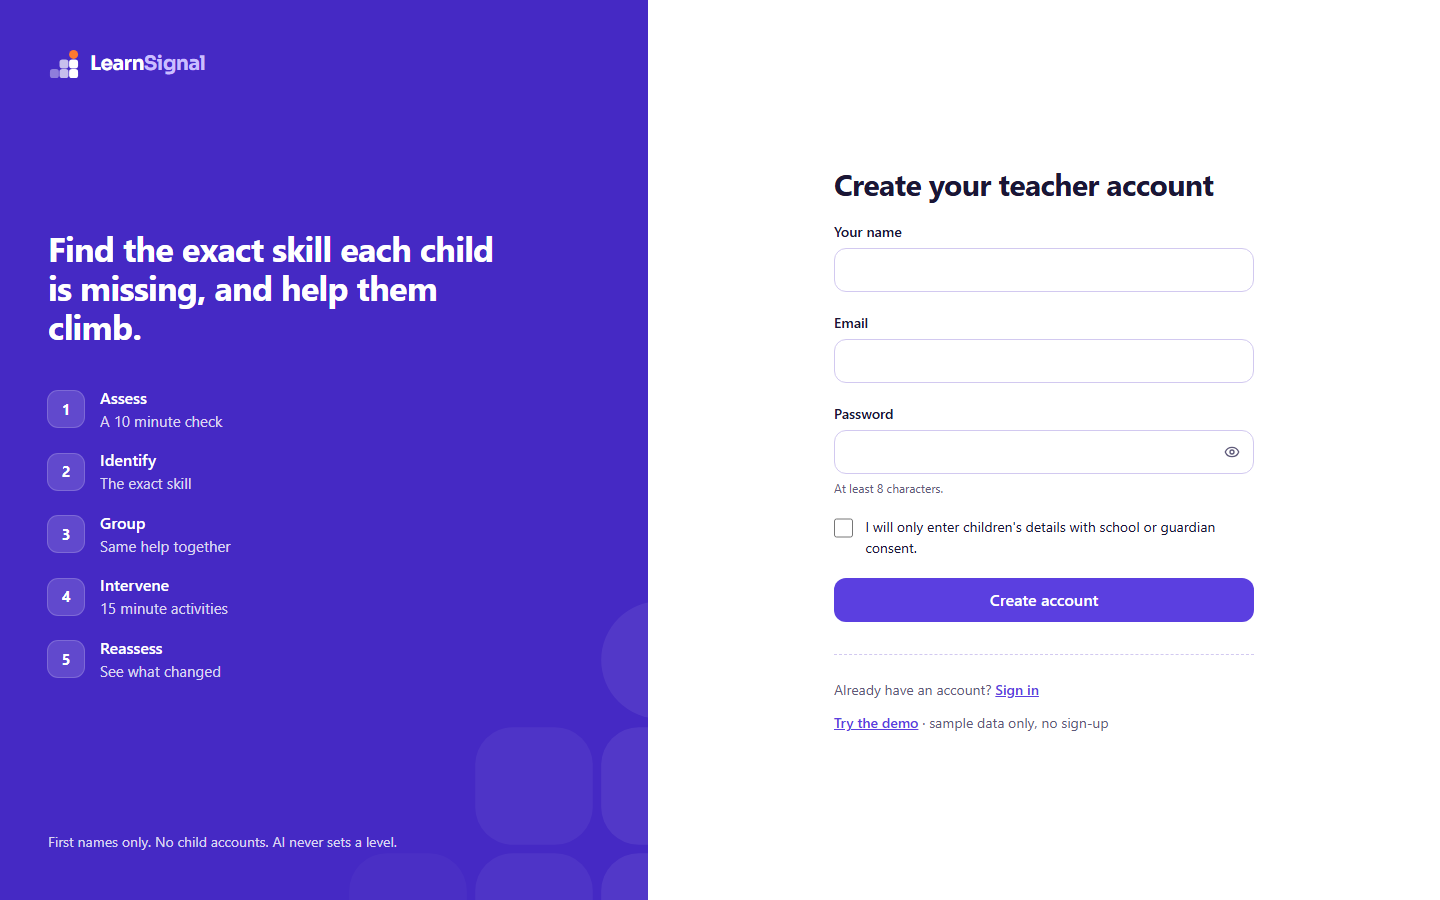 LearnSignal
Find the exact skill each child
is missing, and help them
climb.
1
Assess
A 10 minute check
2
Identify
The exact skill
3
Group
Same help together
4
Intervene
15 minute activities
5
Reassess
See what changed
First names only. No child accounts. AI never sets a level.
Create your teacher account
Your name
Email
Password
At least 8 characters.
I will only enter children's details with school or guardian
consent.
Create account
Already have an account? Sign in
Try the demo · sample data only, no sign-up